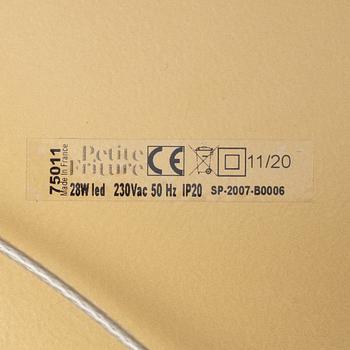 75011
Made in France
Petite
Friture
CE
11/20
28W led 230Vac 50 Hz IP20 SP-2007-B0006